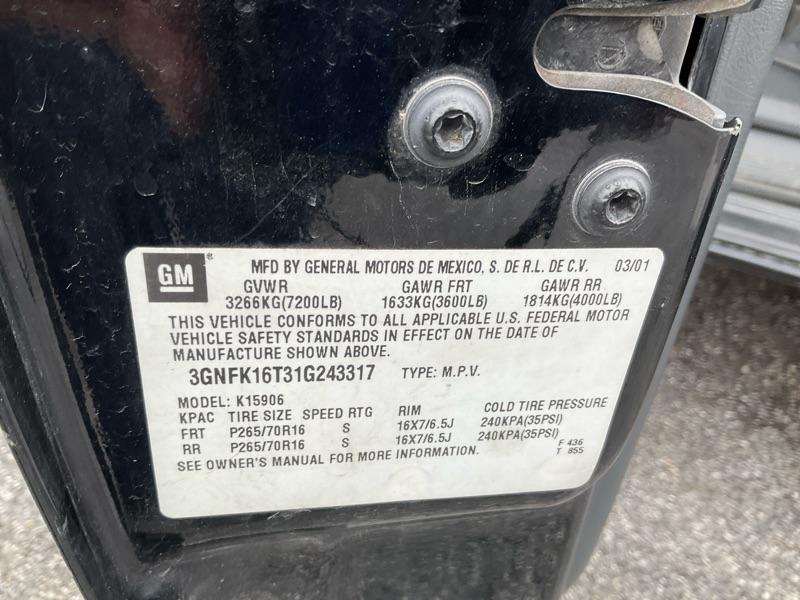 GM ® MFD BY GENERAL MOTORS DE MEXICO, S. DE R.L. DE C.V. 03/01
GVWR GAWR FRT GAWR RR
3266KG(7200LB) 1633KG(3600LB) 1814KG(4000LB)
THIS VEHICLE CONFORMS TO ALL APPLICABLE U.S. FEDERAL MOTOR
VEHICLE SAFETY STANDARDS IN EFFECT ON THE DATE OF
MANUFACTURE SHOWN ABOVE.
3GNFK16T31G243317 TYPE: M.P.V.
MODEL: K15906
KPAC TIRE SIZE SPEED RTG RIM COLD TIRE PRESSURE
FRT P265/70R16 S 16X7/6.5J 240KPA(35PSI)
RR P265/70R16 S 16X7/6.5J 240KPA(35PSI)
SEE OWNER'S MANUAL FOR MORE INFORMATION.
F 436
T 855